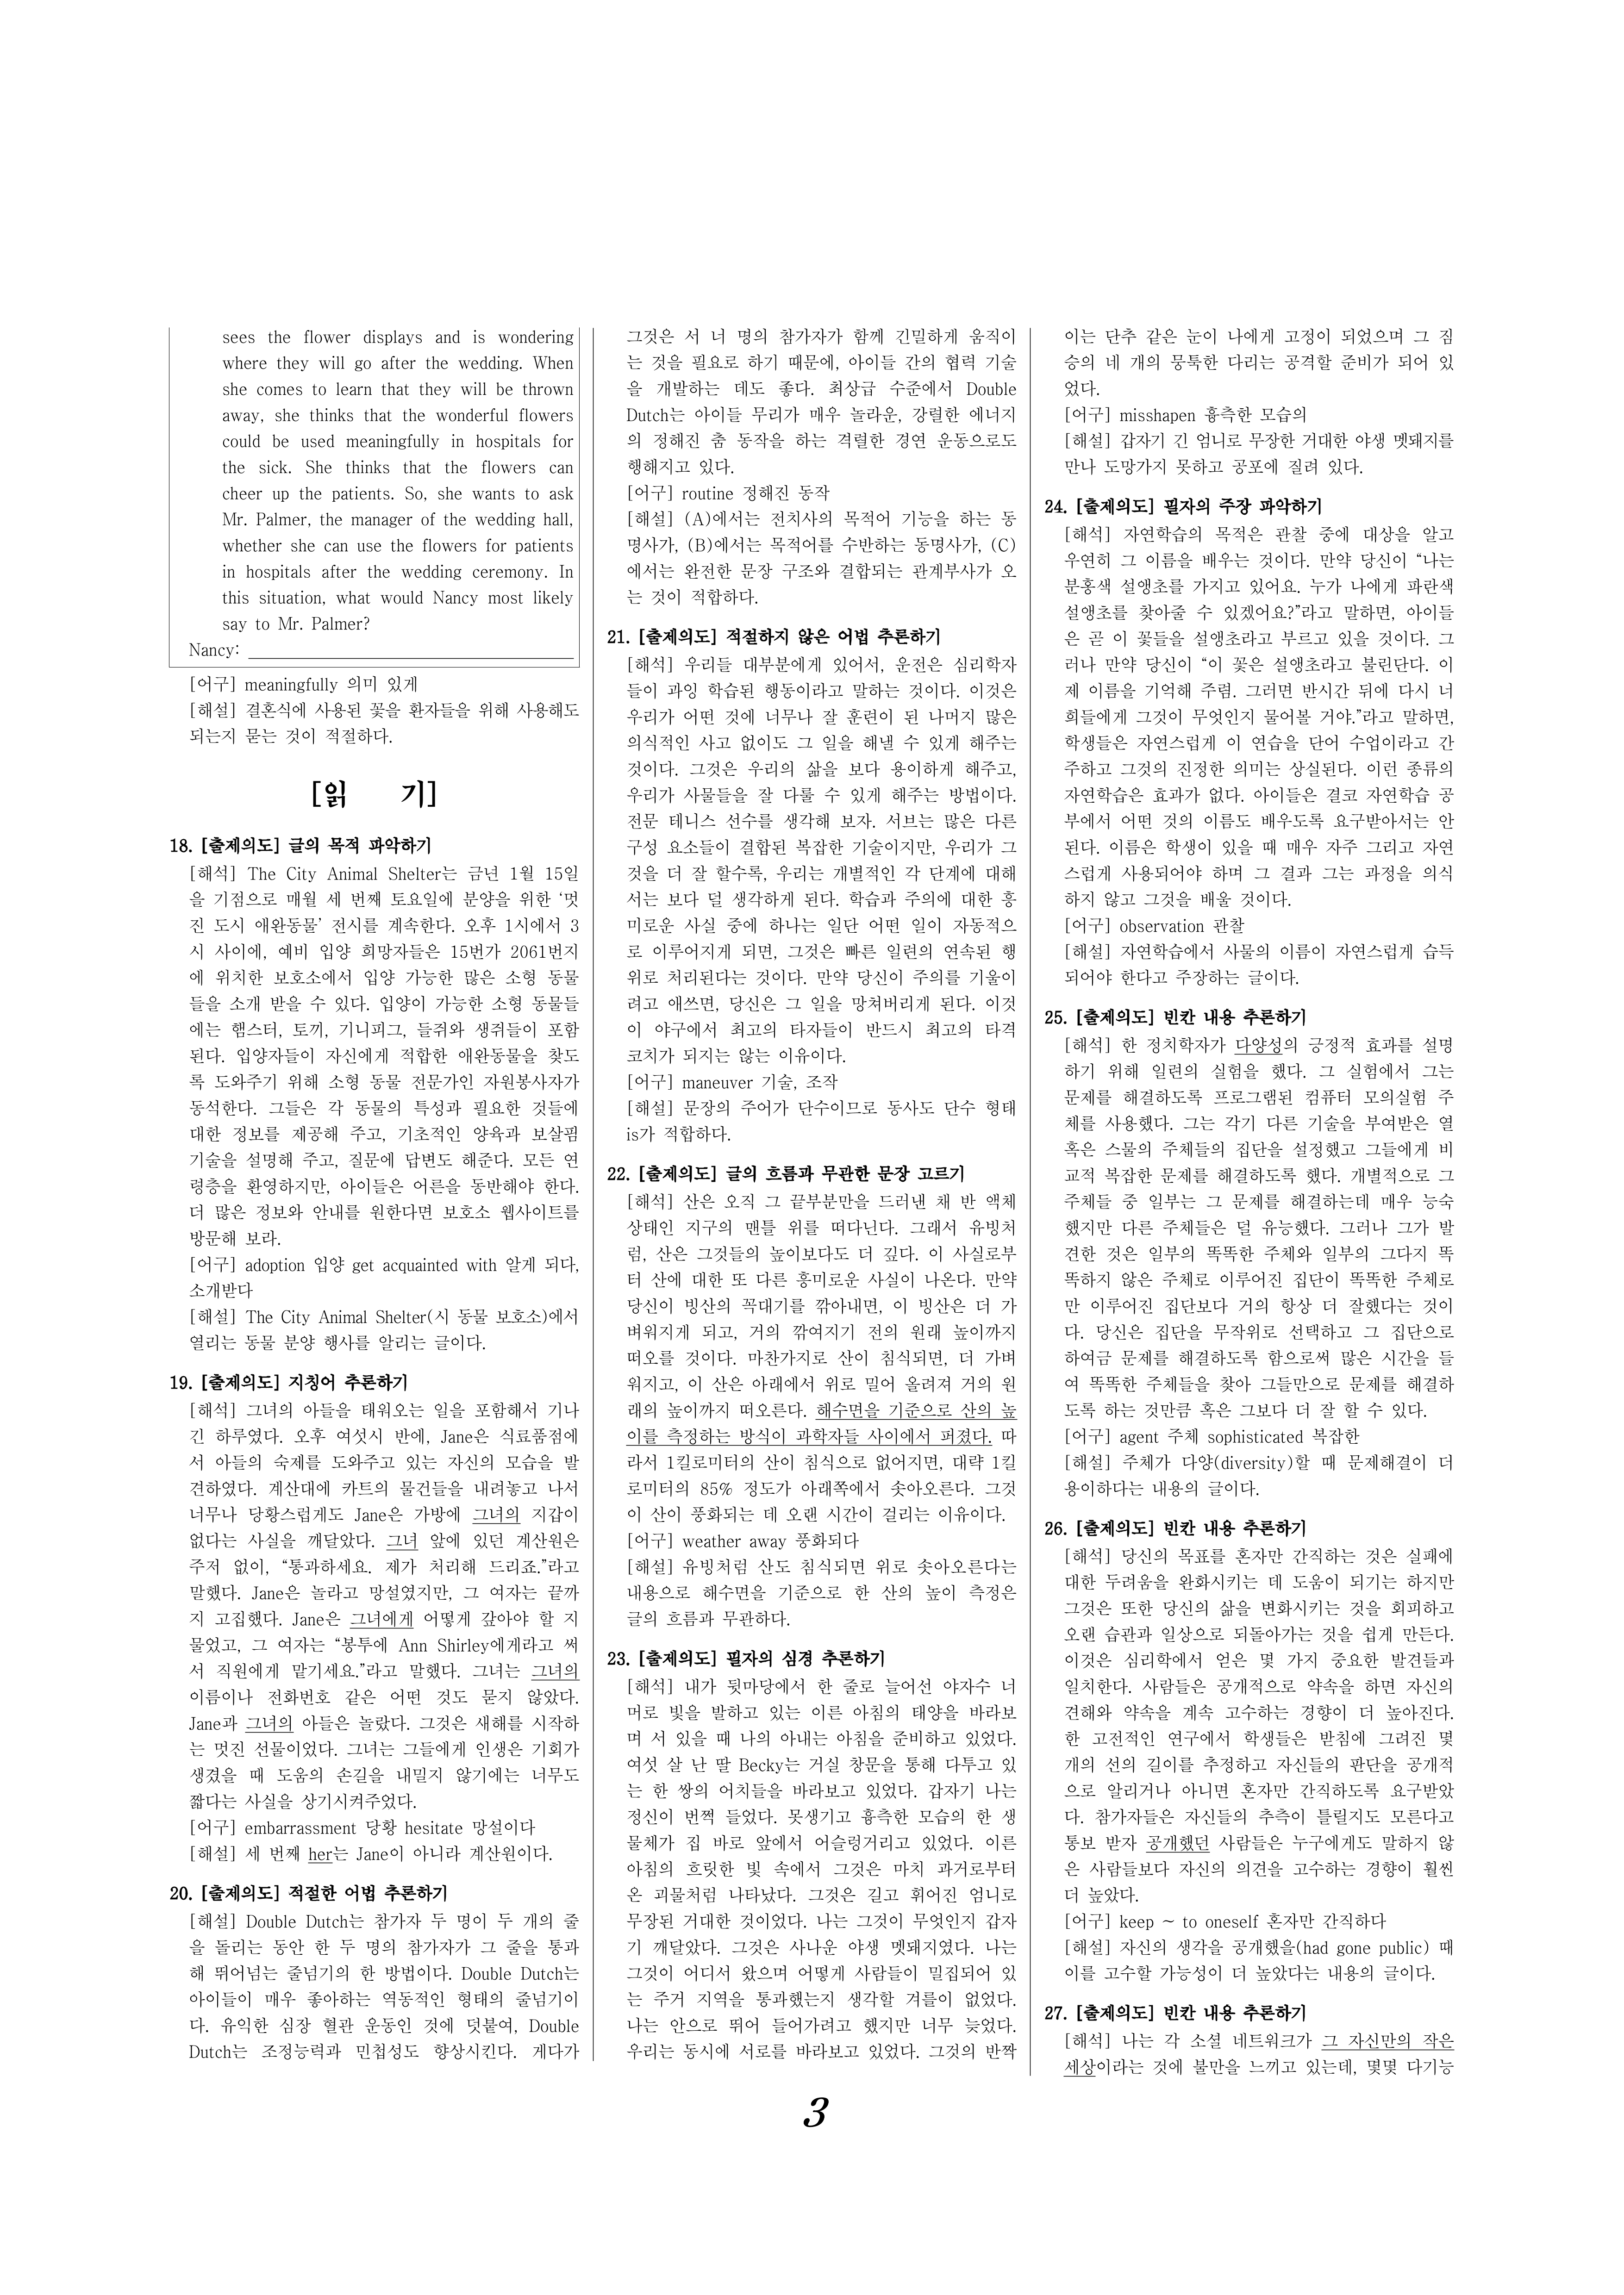 sees the flower displays and is wondering
where they will go after the wedding. When
she comes to learn that they will be thrown
away, she thinks that the wonderful flowers
could be used meaningfully in hospitals for
the sick. She thinks that the flowers can
cheer up the patients. So, she wants to ask
Mr. Palmer, the manager of the wedding hall,
whether she can use the flowers for patients
in hospitals after the wedding ceremony. In
this situation, what would Nancy most likely
say to Mr. Palmer?
Nancy:
[어구] meaningfully 의미 있게
[해설] 결혼식에 사용된 꽃을 환자들을 위해 사용해도
되는지 묻는 것이 적절하다.
[읽 기]
18. [출제의도] 글의 목적 파악하기
[해석] The City Animal Shelter는 금년 1월 15일
을 기점으로 매월 세 번째 토요일에 분양을 위한 ‘멋
진 도시 애완동물’ 전시를 계속한다. 오후 1시에서 3
시 사이에, 예비 입양 희망자들은 15번가 2061번지
에 위치한 보호소에서 입양 가능한 많은 소형 동물
들을 소개 받을 수 있다. 입양이 가능한 소형 동물들
에는 햄스터, 토끼, 기니피그, 들쥐와 생쥐들이 포함
된다. 입양자들이 자신에게 적합한 애완동물을 찾도
록 도와주기 위해 소형 동물 전문가인 자원봉사자가
동석한다. 그들은 각 동물의 특성과 필요한 것들에
대한 정보를 제공해 주고, 기초적인 양육과 보살핌
기술을 설명해 주고, 질문에 답변도 해준다. 모든 연
령층을 환영하지만, 아이들은 어른을 동반해야 한다.
더 많은 정보와 안내를 원한다면 보호소 웹사이트를
방문해 보라.
[어구] adoption 입양 get acquainted with 알게 되다,
소개받다
[해설] The City Animal Shelter(시 동물 보호소)에서
열리는 동물 분양 행사를 알리는 글이다.
19. [출제의도] 지칭어 추론하기
[해석] 그녀의 아들을 태워오는 일을 포함해서 기나
긴 하루였다. 오후 여섯시 반에, Jane은 식료품점에
서 아들의 숙제를 도와주고 있는 자신의 모습을 발
견하였다. 계산대에 카트의 물건들을 내려놓고 나서
너무나 당황스럽게도 Jane은 가방에 그녀의 지갑이
없다는 사실을 깨달았다. 그녀 앞에 있던 계산원은
주저 없이, “통과하세요. 제가 처리해 드리죠.”라고
말했다. Jane은 놀라고 망설였지만, 그 여자는 끝까
지 고집했다. Jane은 그녀에게 어떻게 갚아야 할 지
물었고, 그 여자는 “봉투에 Ann Shirley에게라고 써
서 직원에게 맡기세요.”라고 말했다. 그녀는 그녀의
이름이나 전화번호 같은 어떤 것도 묻지 않았다.
Jane과 그녀의 아들은 놀랐다. 그것은 새해를 시작하
는 멋진 선물이었다. 그녀는 그들에게 인생은 기회가
생겼을 때 도움의 손길을 내밀지 않기에는 너무도
짧다는 사실을 상기시켜주었다.
[어구] embarrassment 당황 hesitate 망설이다
[해설] 세 번째 her는 Jane이 아니라 계산원이다.
20. [출제의도] 적절한 어법 추론하기
[해설] Double Dutch는 참가자 두 명이 두 개의 줄
을 돌리는 동안 한 두 명의 참가자가 그 줄을 통과
해 뛰어넘는 줄넘기의 한 방법이다. Double Dutch는
아이들이 매우 좋아하는 역동적인 형태의 줄넘기이
다. 유익한 심장 혈관 운동인 것에 덧붙여, Double
Dutch는 조정능력과 민첩성도 향상시킨다. 게다가
그것은 서 너 명의 참가자가 함께 긴밀하게 움직이
는 것을 필요로 하기 때문에, 아이들 간의 협력 기술
을 개발하는 데도 좋다. 최상급 수준에서 Double
Dutch는 아이들 무리가 매우 놀라운, 강렬한 에너지
의 정해진 춤 동작을 하는 격렬한 경연 운동으로도
행해지고 있다.
[어구] routine 정해진 동작
[해설] (A)에서는 전치사의 목적어 기능을 하는 동
명사가, (B)에서는 목적어를 수반하는 동명사가, (C)
에서는 완전한 문장 구조와 결합되는 관계부사가 오
는 것이 적합하다.
21. [출제의도] 적절하지 않은 어법 추론하기
[해석] 우리들 대부분에게 있어서, 운전은 심리학자
들이 과잉 학습된 행동이라고 말하는 것이다. 이것은
우리가 어떤 것에 너무나 잘 훈련이 된 나머지 많은
의식적인 사고 없이도 그 일을 해낼 수 있게 해주는
것이다. 그것은 우리의 삶을 보다 용이하게 해주고,
우리가 사물들을 잘 다룰 수 있게 해주는 방법이다.
전문 테니스 선수를 생각해 보자. 서브는 많은 다른
구성 요소들이 결합된 복잡한 기술이지만, 우리가 그
것을 더 잘 할수록, 우리는 개별적인 각 단계에 대해
서는 보다 덜 생각하게 된다. 학습과 주의에 대한 흥
미로운 사실 중에 하나는 일단 어떤 일이 자동적으
로 이루어지게 되면, 그것은 빠른 일련의 연속된 행
위로 처리된다는 것이다. 만약 당신이 주의를 기울이
려고 애쓰면, 당신은 그 일을 망쳐버리게 된다. 이것
이 야구에서 최고의 타자들이 반드시 최고의 타격
코치가 되지는 않는 이유이다.
[어구] maneuver 기술, 조작
[해설] 문장의 주어가 단수이므로 동사도 단수 형태
is가 적합하다.
22. [출제의도] 글의 흐름과 무관한 문장 고르기
[해석] 산은 오직 그 끝부분만을 드러낸 채 반 액체
상태인 지구의 맨틀 위를 떠다닌다. 그래서 유빙처
럼, 산은 그것들의 높이보다도 더 깊다. 이 사실로부
터 산에 대한 또 다른 흥미로운 사실이 나온다. 만약
당신이 빙산의 꼭대기를 깎아내면, 이 빙산은 더 가
벼워지게 되고, 거의 깎여지기 전의 원래 높이까지
떠오를 것이다. 마찬가지로 산이 침식되면, 더 가벼
워지고, 이 산은 아래에서 위로 밀어 올려져 거의 원
래의 높이까지 떠오른다. 해수면을 기준으로 산의 높
이를 측정하는 방식이 과학자들 사이에서 퍼졌다. 따
라서 1킬로미터의 산이 침식으로 없어지면, 대략 1킬
로미터의 85% 정도가 아래쪽에서 솟아오른다. 그것
이 산이 풍화되는 데 오랜 시간이 걸리는 이유이다.
[어구] weather away 풍화되다
[해설] 유빙처럼 산도 침식되면 위로 솟아오른다는
내용으로 해수면을 기준으로 한 산의 높이 측정은
글의 흐름과 무관하다.
23. [출제의도] 필자의 심경 추론하기
[해석] 내가 뒷마당에서 한 줄로 늘어선 야자수 너
머로 빛을 발하고 있는 이른 아침의 태양을 바라보
며 서 있을 때 나의 아내는 아침을 준비하고 있었다.
여섯 살 난 딸 Becky는 거실 창문을 통해 다투고 있
는 한 쌍의 어치들을 바라보고 있었다. 갑자기 나는
정신이 번쩍 들었다. 못생기고 흉측한 모습의 한 생
물체가 집 바로 앞에서 어슬렁거리고 있었다. 이른
아침의 흐릿한 빛 속에서 그것은 마치 과거로부터
온 괴물처럼 나타났다. 그것은 길고 휘어진 엄니로
무장된 거대한 것이었다. 나는 그것이 무엇인지 갑자
기 깨달았다. 그것은 사나운 야생 멧돼지였다. 나는
그것이 어디서 왔으며 어떻게 사람들이 밀집되어 있
는 주거 지역을 통과했는지 생각할 겨를이 없었다.
나는 안으로 뛰어 들어가려고 했지만 너무 늦었다.
우리는 동시에 서로를 바라보고 있었다. 그것의 반짝
이는 단추 같은 눈이 나에게 고정이 되었으며 그 짐
승의 네 개의 뭉툭한 다리는 공격할 준비가 되어 있
었다.
[어구] misshapen 흉측한 모습의
[해설] 갑자기 긴 엄니로 무장한 거대한 야생 멧돼지를
만나 도망가지 못하고 공포에 질려 있다.
24. [출제의도] 필자의 주장 파악하기
[해석] 자연학습의 목적은 관찰 중에 대상을 알고
우연히 그 이름을 배우는 것이다. 만약 당신이 “나는
분홍색 설앵초를 가지고 있어요. 누가 나에게 파란색
설앵초를 찾아줄 수 있겠어요?”라고 말하면, 아이들
은 곧 이 꽃들을 설앵초라고 부르고 있을 것이다. 그
러나 만약 당신이 “이 꽃은 설앵초라고 불린단다. 이
제 이름을 기억해 주렴. 그러면 반시간 뒤에 다시 너
희들에게 그것이 무엇인지 물어볼 거야.”라고 말하면,
학생들은 자연스럽게 이 연습을 단어 수업이라고 간
주하고 그것의 진정한 의미는 상실된다. 이런 종류의
자연학습은 효과가 없다. 아이들은 결코 자연학습 공
부에서 어떤 것의 이름도 배우도록 요구받아서는 안
된다. 이름은 학생이 있을 때 매우 자주 그리고 자연
스럽게 사용되어야 하며 그 결과 그는 과정을 의식
하지 않고 그것을 배울 것이다.
[어구] observation 관찰
[해설] 자연학습에서 사물의 이름이 자연스럽게 습득
되어야 한다고 주장하는 글이다.
25. [출제의도] 빈칸 내용 추론하기
[해석] 한 정치학자가 다양성의 긍정적 효과를 설명
하기 위해 일련의 실험을 했다. 그 실험에서 그는
문제를 해결하도록 프로그램된 컴퓨터 모의실험 주
체를 사용했다. 그는 각기 다른 기술을 부여받은 열
혹은 스물의 주체들의 집단을 설정했고 그들에게 비
교적 복잡한 문제를 해결하도록 했다. 개별적으로 그
주체들 중 일부는 그 문제를 해결하는데 매우 능숙
했지만 다른 주체들은 덜 유능했다. 그러나 그가 발
견한 것은 일부의 똑똑한 주체와 일부의 그다지 똑
똑하지 않은 주체로 이루어진 집단이 똑똑한 주체로
만 이루어진 집단보다 거의 항상 더 잘했다는 것이
다. 당신은 집단을 무작위로 선택하고 그 집단으로
하여금 문제를 해결하도록 함으로써 많은 시간을 들
여 똑똑한 주체들을 찾아 그들만으로 문제를 해결하
도록 하는 것만큼 혹은 그보다 더 잘 할 수 있다.
[어구] agent 주체 sophisticated 복잡한
[해설] 주체가 다양(diversity)할 때 문제해결이 더
용이하다는 내용의 글이다.
26. [출제의도] 빈칸 내용 추론하기
[해석] 당신의 목표를 혼자만 간직하는 것은 실패에
대한 두려움을 완화시키는 데 도움이 되기는 하지만
그것은 또한 당신의 삶을 변화시키는 것을 회피하고
오랜 습관과 일상으로 되돌아가는 것을 쉽게 만든다.
이것은 심리학에서 얻은 몇 가지 중요한 발견들과
일치한다. 사람들은 공개적으로 약속을 하면 자신의
견해와 약속을 계속 고수하는 경향이 더 높아진다.
한 고전적인 연구에서 학생들은 받침에 그려진 몇
개의 선의 길이를 추정하고 자신들의 판단을 공개적
으로 알리거나 아니면 혼자만 간직하도록 요구받았
다. 참가자들은 자신들의 추측이 틀릴지도 모른다고
통보 받자 공개했던 사람들은 누구에게도 말하지 않
은 사람들보다 자신의 의견을 고수하는 경향이 훨씬
더 높았다.
[어구] keep ~ to oneself 혼자만 간직하다
[해설] 자신의 생각을 공개했을(had gone public) 때
이를 고수할 가능성이 더 높았다는 내용의 글이다.
27. [출제의도] 빈칸 내용 추론하기
[해석] 나는 각 소셜 네트워크가 그 자신만의 작은
세상이라는 것에 불만을 느끼고 있는데, 몇몇 다기능
3